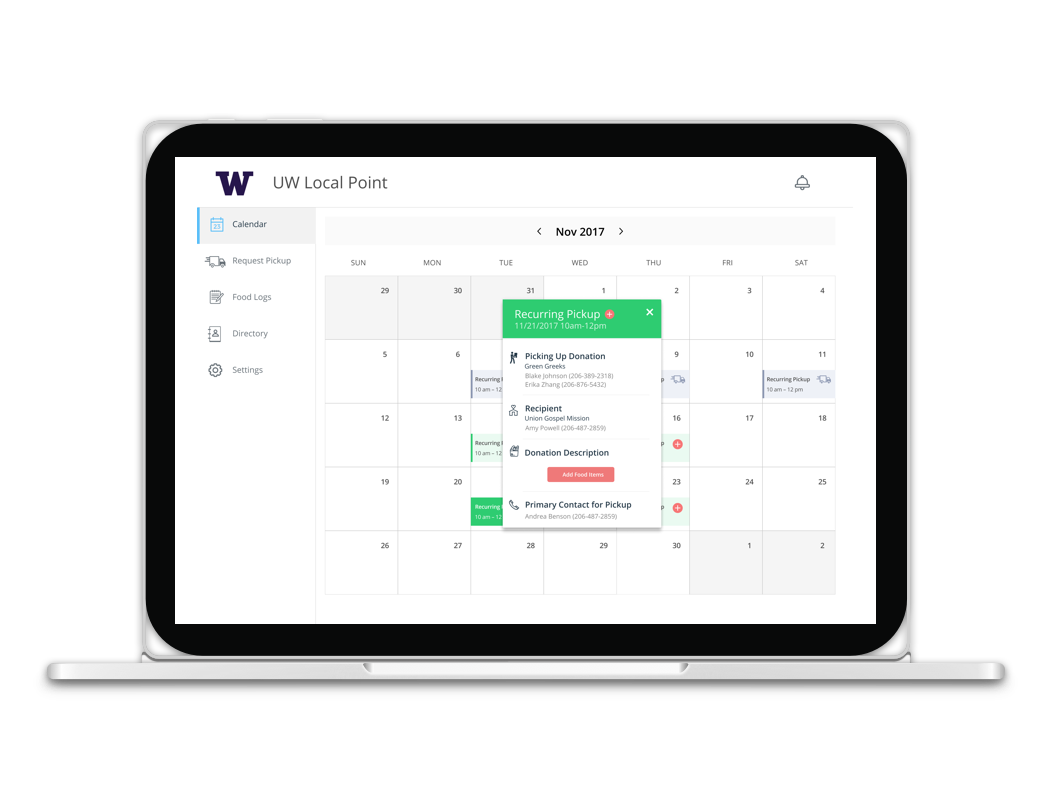 W UW Local Point
Calendar
23
Request Pickup
Food Logs
Directory
Settings
< Nov 2017 >
SUN MON TUE WED THU FRI SAT
29 30 31 1 2 3 4
Recurring Pickup
11/21/2017 10am-12pm
Picking Up Donation
Green Greeks
Blake Johnson (206-389-2318)
Erika Zhang (206-876-5432)
Recipient
Union Gospel Mission
Amy Powell (206-487-2859)
Donation Description
Add Food Items
Primary Contact for Pickup
Andrea Benson (206-487-2859)
5 6 9 10 11
Recurring
10 am – 12
p
Recurring Pickup
10 am – 12 pm
12 13 16 17 18
Recurring
10 am – 12
p
19 20 23 24 25
Recurring
10 am – 12
p
26 27 28 29 30 1 2